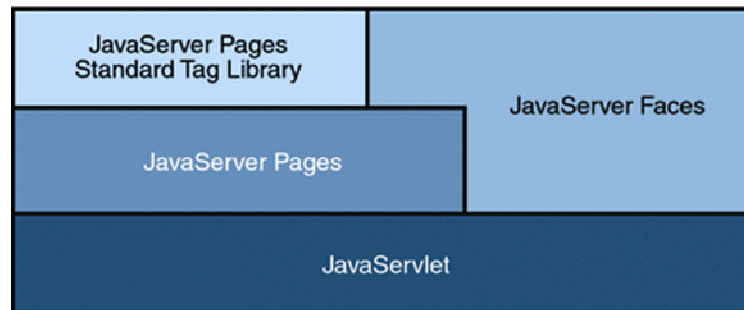 JavaServer Pages
Standard Tag Library
JavaServer Faces
JavaServer Pages
JavaServlet